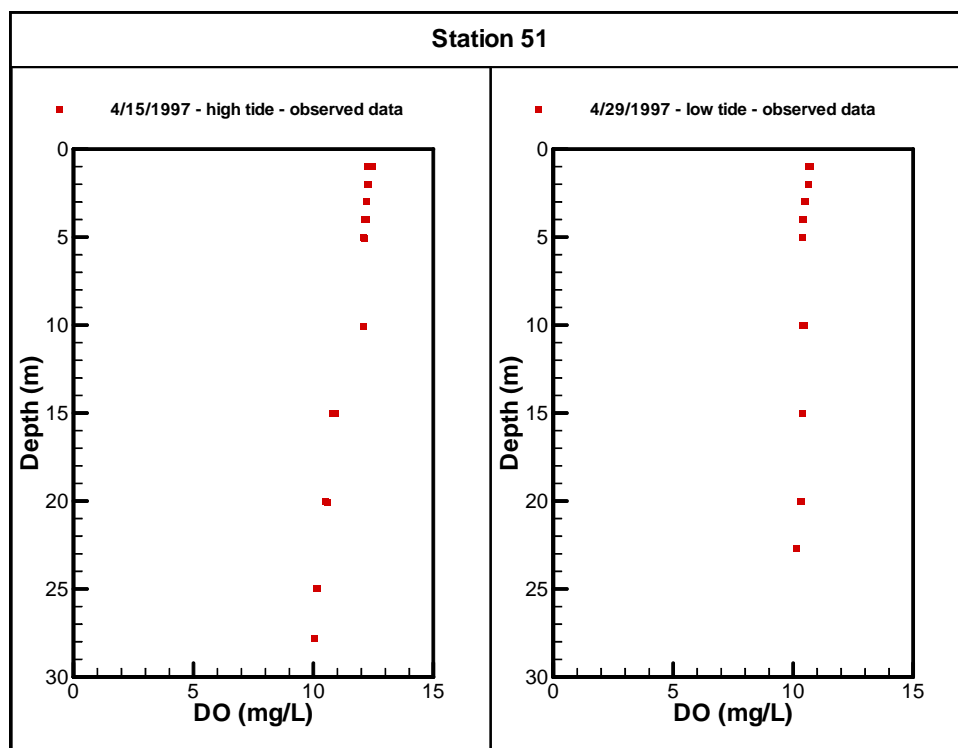 Station 51
4/15/1997 - high tide - observed data
0
5
10
15
20
25
30
Depth (m)
0 5 10 15
DO (mg/L)
4/29/1997 - low tide - observed data
0
5
10
15
20
25
30
Depth (m)
0 5 10 15
DO (mg/L)